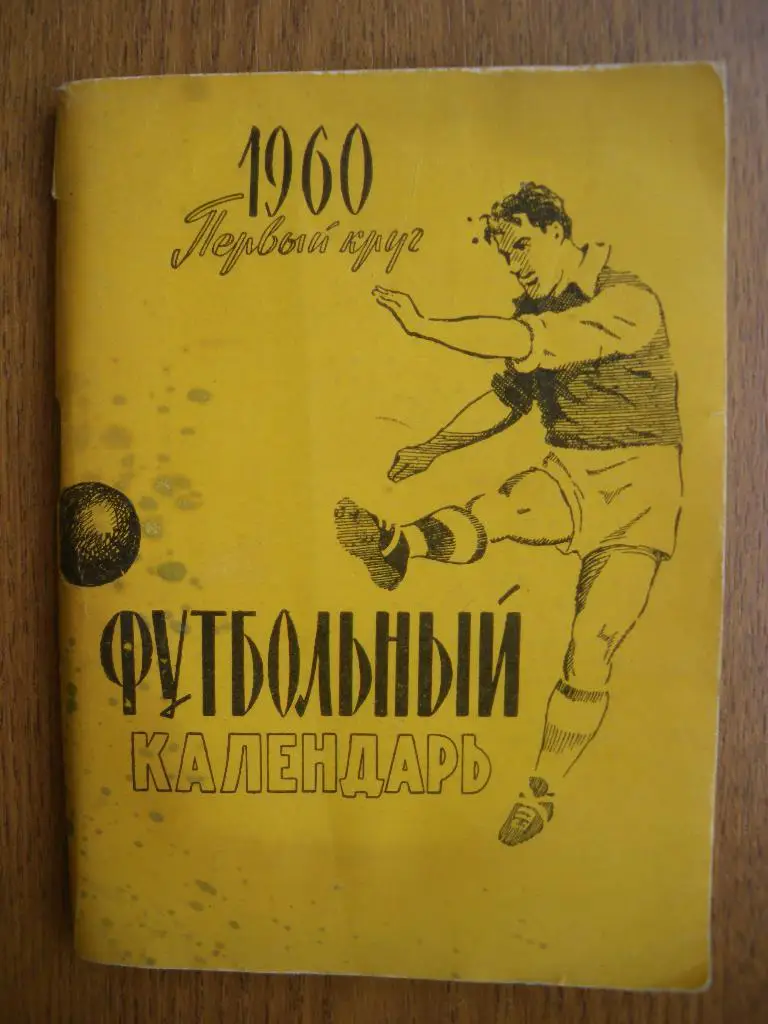 1960
Первый круг
ФУТБОЛЬНЫЙ
КАЛЕНДАРЬ